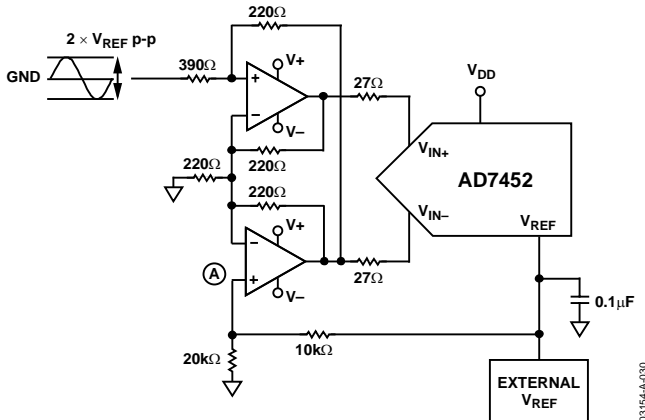 220Ω
2 × VREF p-p
GND
390Ω
V+
27Ω
VDD
+
−
V–
VIN+
220Ω
220Ω
AD7452
220Ω
V+
VIN–
VREF
−
A
+
V–
27Ω
0.1µF
10kΩ
20kΩ
EXTERNAL
VREF
03154-A-030